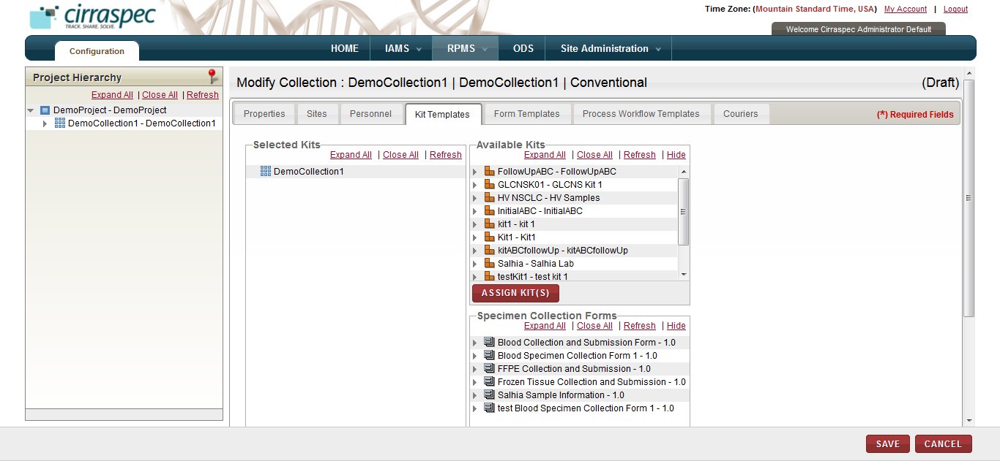 cirraspec
TRACK. SHARE. SOLVE.
Time Zone: (Mountain Standard Time, USA) My Account | Logout
Welcome Cirraspec Administrator Default
Configuration
HOME IAMS RPMS ODS Site Administration
Project Hierarchy
Expand All | Close All | Refresh
DemoProject - DemoProject
DemoCollection1 - DemoCollection1
Modify Collection : DemoCollection1 | DemoCollection1 | Conventional (Draft)
Properties Sites Personnel Kit Templates Form Templates Process Workflow Templates Couriers (*) Required Fields
Selected Kits
Expand All | Close All | Refresh
DemoCollection1
Available Kits
Expand All | Close All | Refresh | Hide
FollowUpABC - FollowUpABC
GLCNSK01 - GLCNS Kit 1
HV NSCLC - HV Samples
InitialABC - InitialABC
kit1 - kit 1
Kit1 - Kit1
kitABCfollowUp - kitABCfollowUp
Salhia - Salhia Lab
testKit1 - test kit 1
ASSIGN KIT(S)
Specimen Collection Forms
Expand All | Close All | Refresh | Hide
Blood Collection and Submission Form - 1.0
Blood Specimen Collection Form 1 - 1.0
FFPE Collection and Submission - 1.0
Frozen Tissue Collection and Submission - 1.0
Salhia Sample Information - 1.0
test Blood Specimen Collection Form 1 - 1.0
SAVE CANCEL